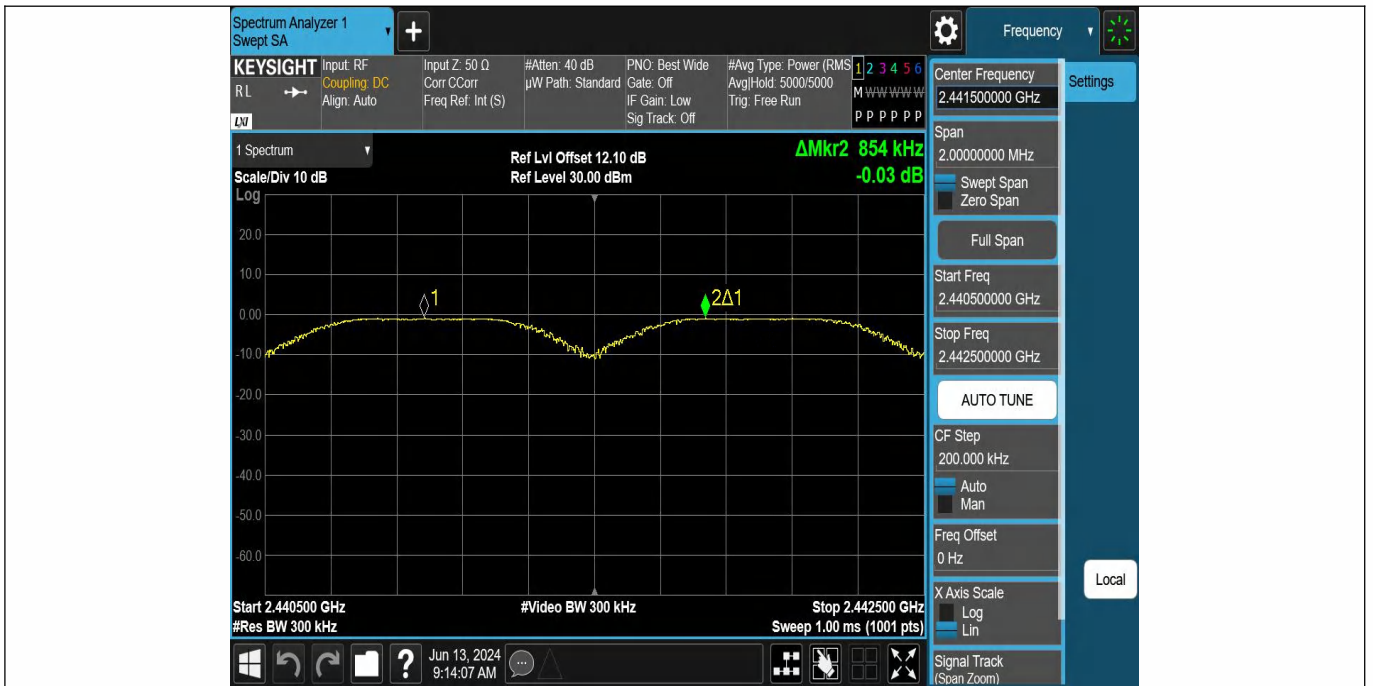 Spectrum Analyzer 1
Swept SA
+
Frequency
KEYSIGHT
RL
LXI
Input: RF
Coupling: DC
Align: Auto
Input Z: 50 Ω
Corr CCorr
Freq Ref: Int (S)
#Atten: 40 dB
µW Path: Standard
PNO: Best Wide
Gate: Off
IF Gain: Low
Sig Track: Off
#Avg Type: Power (RMS
Avg|Hold: 5000/5000
Trig: Free Run
1 2 3 4 5 6
M W W W W W
P P P P P P
1 Spectrum
Scale/Div 10 dB
Ref Lvl Offset 12.10 dB
Ref Level 30.00 dBm
ΔMkr2 854 kHz
-0.03 dB
Log
20.0
10.0
0.00
-10.0
-20.0
-30.0
-40.0
-50.0
-60.0
1
2Δ1
Start 2.440500 GHz
#Res BW 300 kHz
#Video BW 300 kHz
Stop 2.442500 GHz
Sweep 1.00 ms (1001 pts)
Center Frequency
2.441500000 GHz
Settings
Span
2.00000000 MHz
Swept Span
Zero Span
Full Span
Start Freq
2.440500000 GHz
Stop Freq
2.442500000 GHz
AUTO TUNE
CF Step
200.000 kHz
Auto
Man
Freq Offset
0 Hz
X Axis Scale
Log
Lin
Local
Signal Track
(Span Zoom)
?
Jun 13, 2024
9:14:07 AM